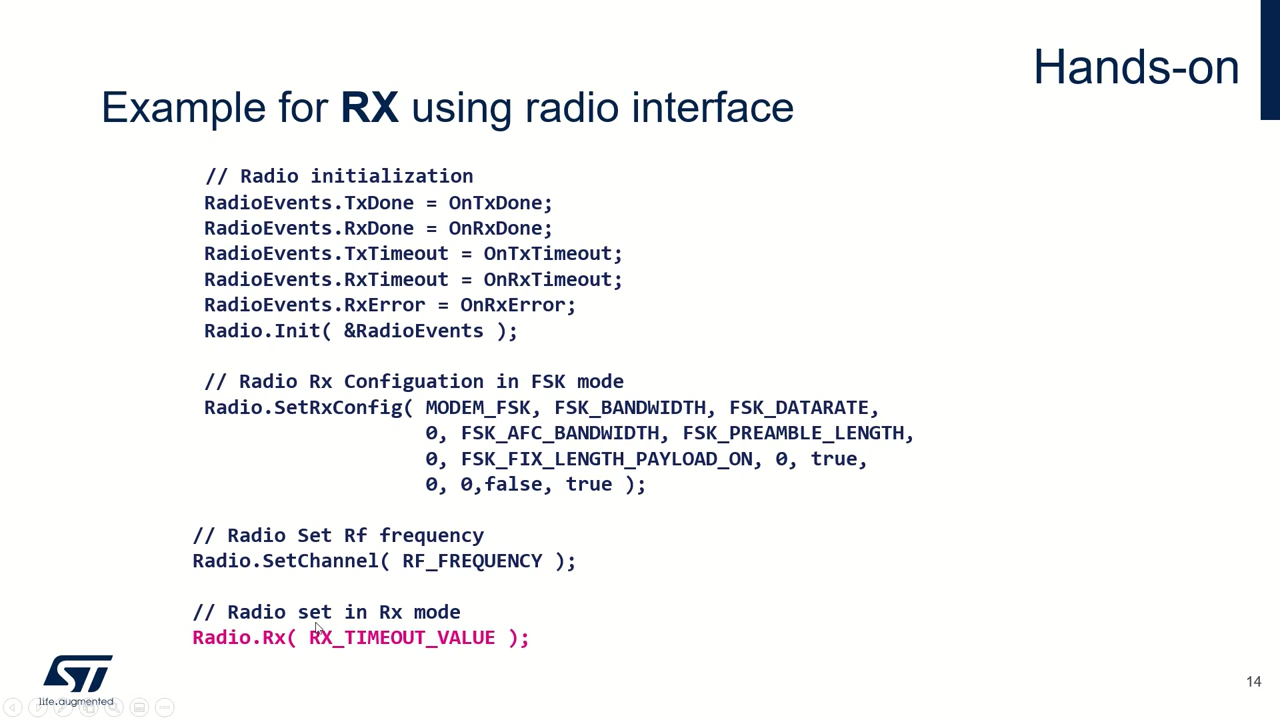 Hands-on
Example for RX using radio interface
// Radio initialization
RadioEvents.TxDone = OnTxDone;
RadioEvents.RxDone = OnRxDone;
RadioEvents.TxTimeout = OnTxTimeout;
RadioEvents.RxTimeout = OnRxTimeout;
RadioEvents.RxError = OnRxError;
Radio.Init( &RadioEvents );
// Radio Rx Configuation in FSK mode
Radio.SetRxConfig( MODEM_FSK, FSK_BANDWIDTH, FSK_DATARATE,
0, FSK_AFC_BANDWIDTH, FSK_PREAMBLE_LENGTH,
0, FSK_FIX_LENGTH_PAYLOAD_ON, 0, true,
0, 0,false, true );
// Radio Set Rf frequency
Radio.SetChannel( RF_FREQUENCY );
// Radio set in Rx mode
Radio.Rx( RX_TIMEOUT_VALUE );
ST
life.augmented
14